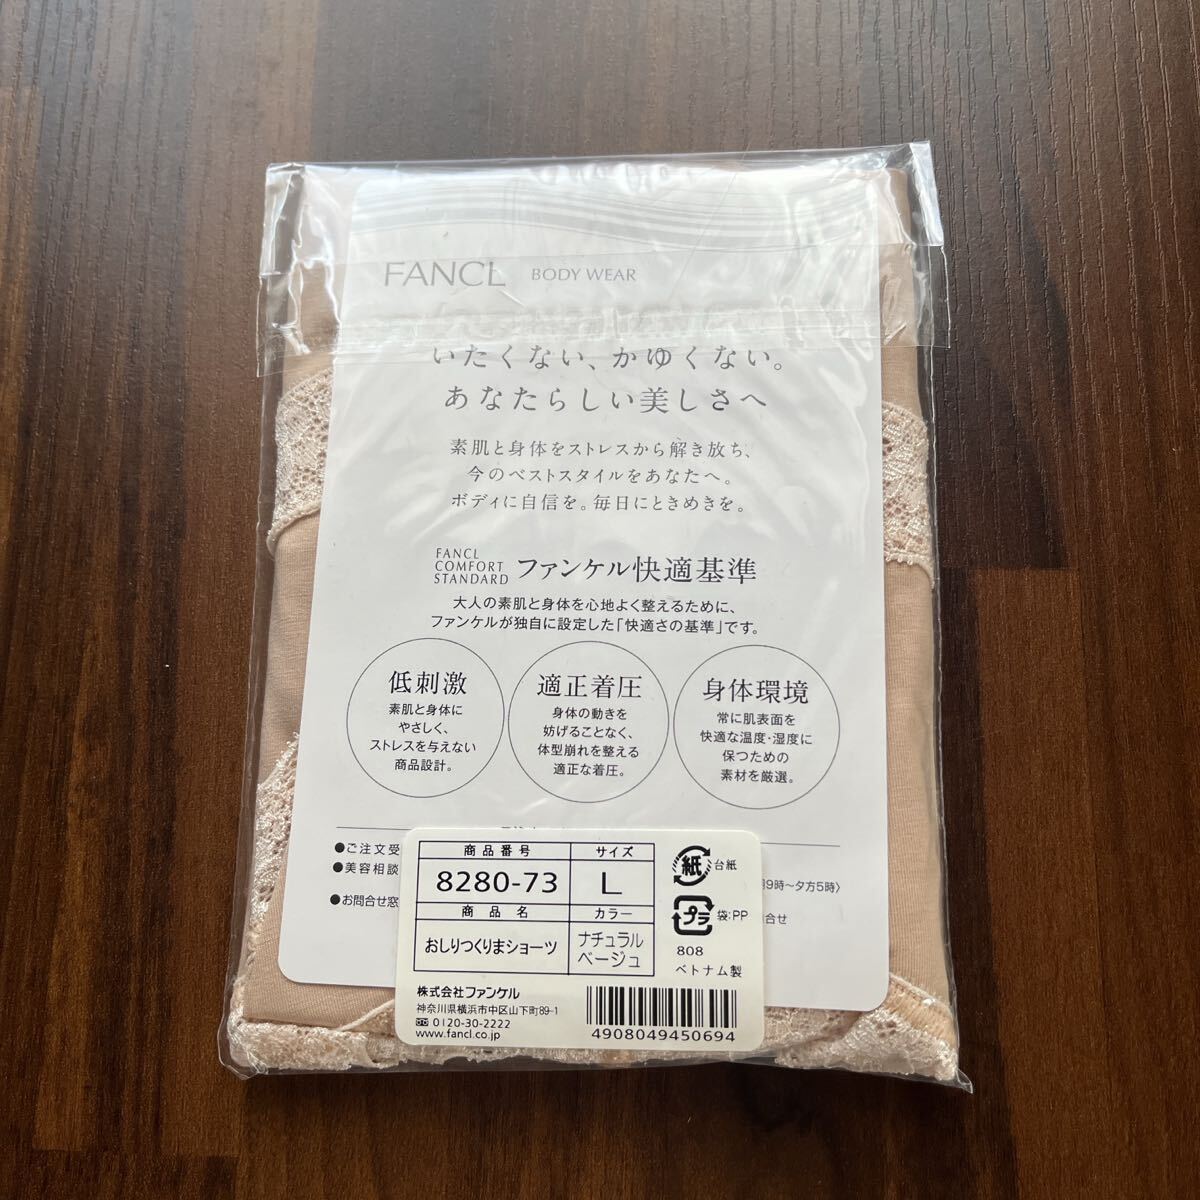 FANCL BODY WEAR
いたくない、かゆくない。
あなたらしい美しさへ
素肌と身体をストレスから解き放ち、
今のベストスタイルをあなたへ。
ボディに自信を。毎日にときめきを。
FANCL
COMFORT
STANDARD
ファンケル快適基準
大人の素肌と身体を心地よく整えるために、
ファンケルが独自に設定した「快適さの基準」です。
低刺激
素肌と身体に
やさしく、
ストレスを与えない
商品設計。
適正着圧
身体の動きを
妨げることなく、
体型崩れを整える
適正な着圧。
身体環境
常に肌表面を
快適な温度・湿度に
保つための
素材を厳選。
●ご注文受
●美容相談
9時〜夕方5時〉
●お問合せ窓
合せ
商品番号 サイズ
8280-73 L
商品名 カラー
おしりつくりまショーツ
ナチュラル
ベージュ
紙 台紙
プラ 袋:PP
808
ベトナム製
株式会社ファンケル
神奈川県横浜市中区山下町89-1
0120-30-2222
www.fancl.co.jp
4908049450694